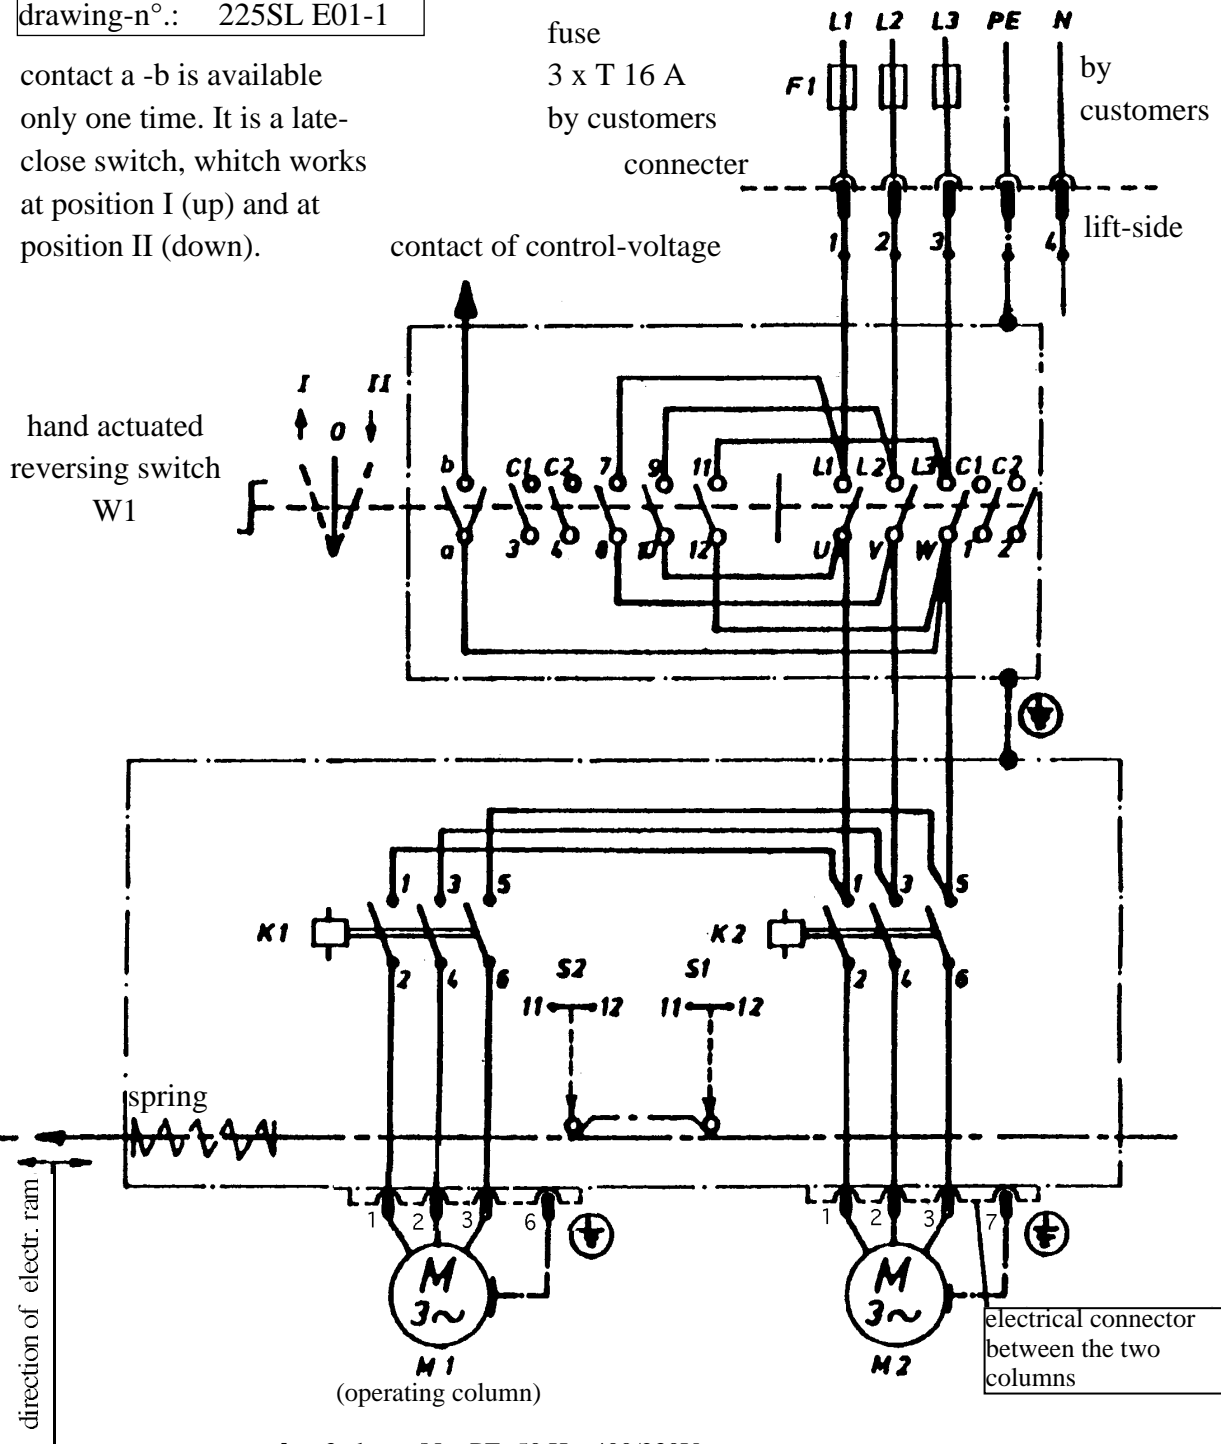 drawing-n°.: 225SL E01-1
contact a -b is available
only one time. It is a late-
close switch, whitch works
at position I (up) and at
position II (down).
fuse
3 x T 16 A
by customers
connecter
L1 L2 L3 PE N
F1
by
customers
lift-side
1 2 3 4
contact of control-voltage
I II
0
hand actuated
reversing switch
W1
b C1 C2 7 9 11 L1 L2 L3 C1 C2
a 3 4 8 10 12 U V W 1 2
1 3 5 1 3 5
K1 K2
2 4 6 2 4 6
S2 S1
11 12 11 12
spring
direction of electr. ram
1 2 3 6 1 2 3 7
M M
3~ 3~
M1 M2
(operating column)
electrical connector
between the two
columns